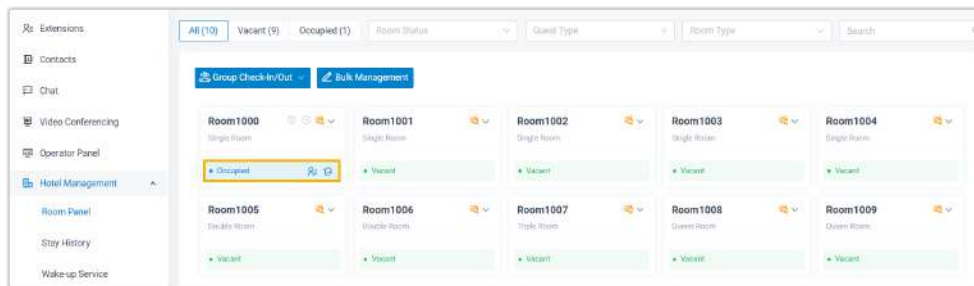 Extensions
Contacts
Chat
Video Conferencing
Operator Panel
Hotel Management
Room Panel
Stay History
Wake-up Service
All (10) Vacant (9) Occupied (1) Room Status Guest Type Room Type Search
Group Check-In/Out Bulk Management
Room1000 Room1001 Room1002 Room1003 Room1004
Single Room Single Room Single Room Single Room Single Room
Occupied Vacant Vacant Vacant Vacant
Room1005 Room1006 Room1007 Room1008 Room1009
Double Room Double Room Triple Room Queen Room Queen Room
Vacant Vacant Vacant Vacant Vacant